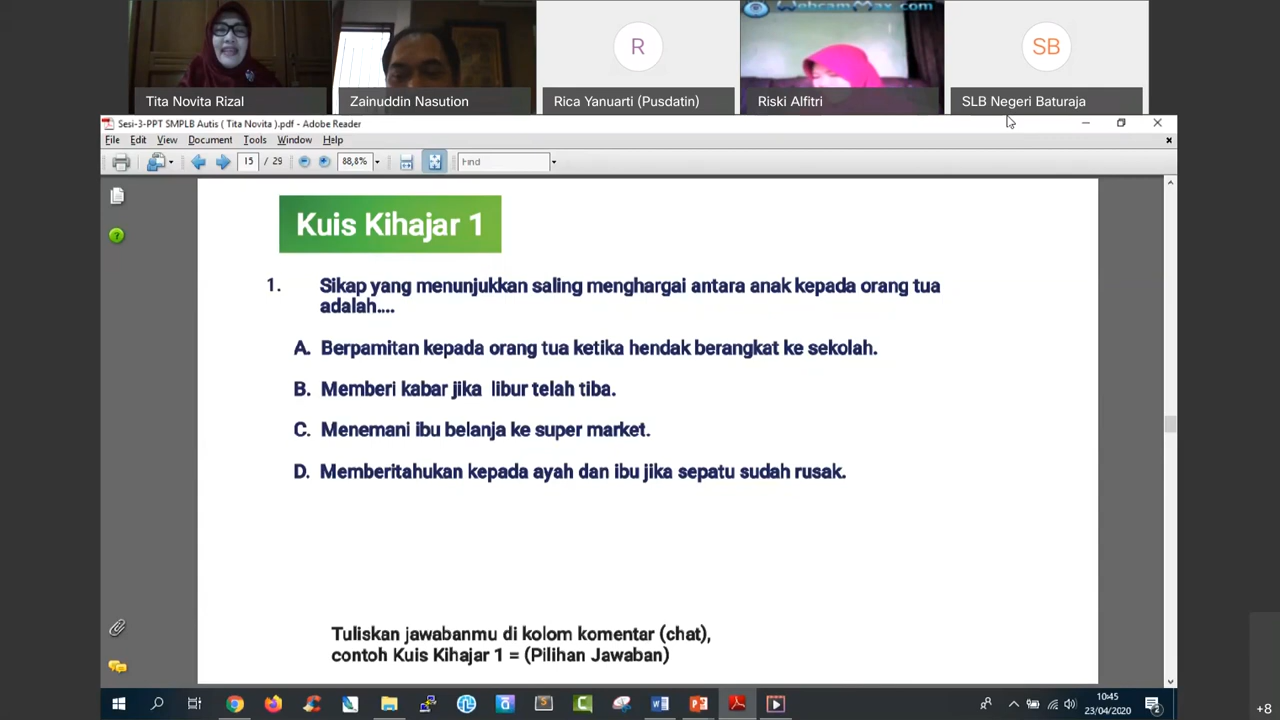 WebcamMax.com
R
SB
Tita Novita Rizal
Zainuddin Nasution
Rica Yanuarti (Pusdatin)
Riski Alfitri
SLB Negeri Baturaja
Sesi-3-PPT SMPLB Autis ( Tita Novita ).pdf - Adobe Reader
File Edit View Document Tools Window Help
15 / 29 88,8% Find
Kuis Kihajar 1
1. Sikap yang menunjukkan saling menghargai antara anak kepada orang tua
adalah....
A. Berpamitan kepada orang tua ketika hendak berangkat ke sekolah.
B. Memberi kabar jika libur telah tiba.
C. Menemani ibu belanja ke super market.
D. Memberitahukan kepada ayah dan ibu jika sepatu sudah rusak.
Tuliskan jawabanmu di kolom komentar (chat),
contoh Kuis Kihajar 1 = (Pilihan Jawaban)
10:45
23/04/2020
2
+8